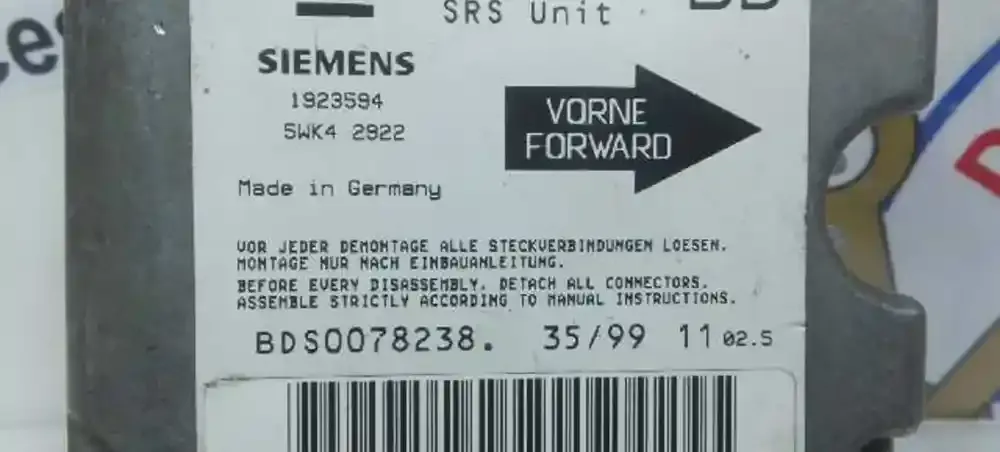 SRS Unit
SIEMENS
1923594
5WK4 2922
VORNE
FORWARD
Made in Germany
VOR JEDER DEMONTAGE ALLE STECKVERBINDUNGEN LOESEN.
MONTAGE NUR NACH EINBAUANLEITUNG.
BEFORE EVERY DISASSEMBLY. DETACH ALL CONNECTORS.
ASSEMBLE STRICTLY ACCORDING TO MANUAL INSTRUCTIONS.
BDS0078238. 35/99 11 02.S